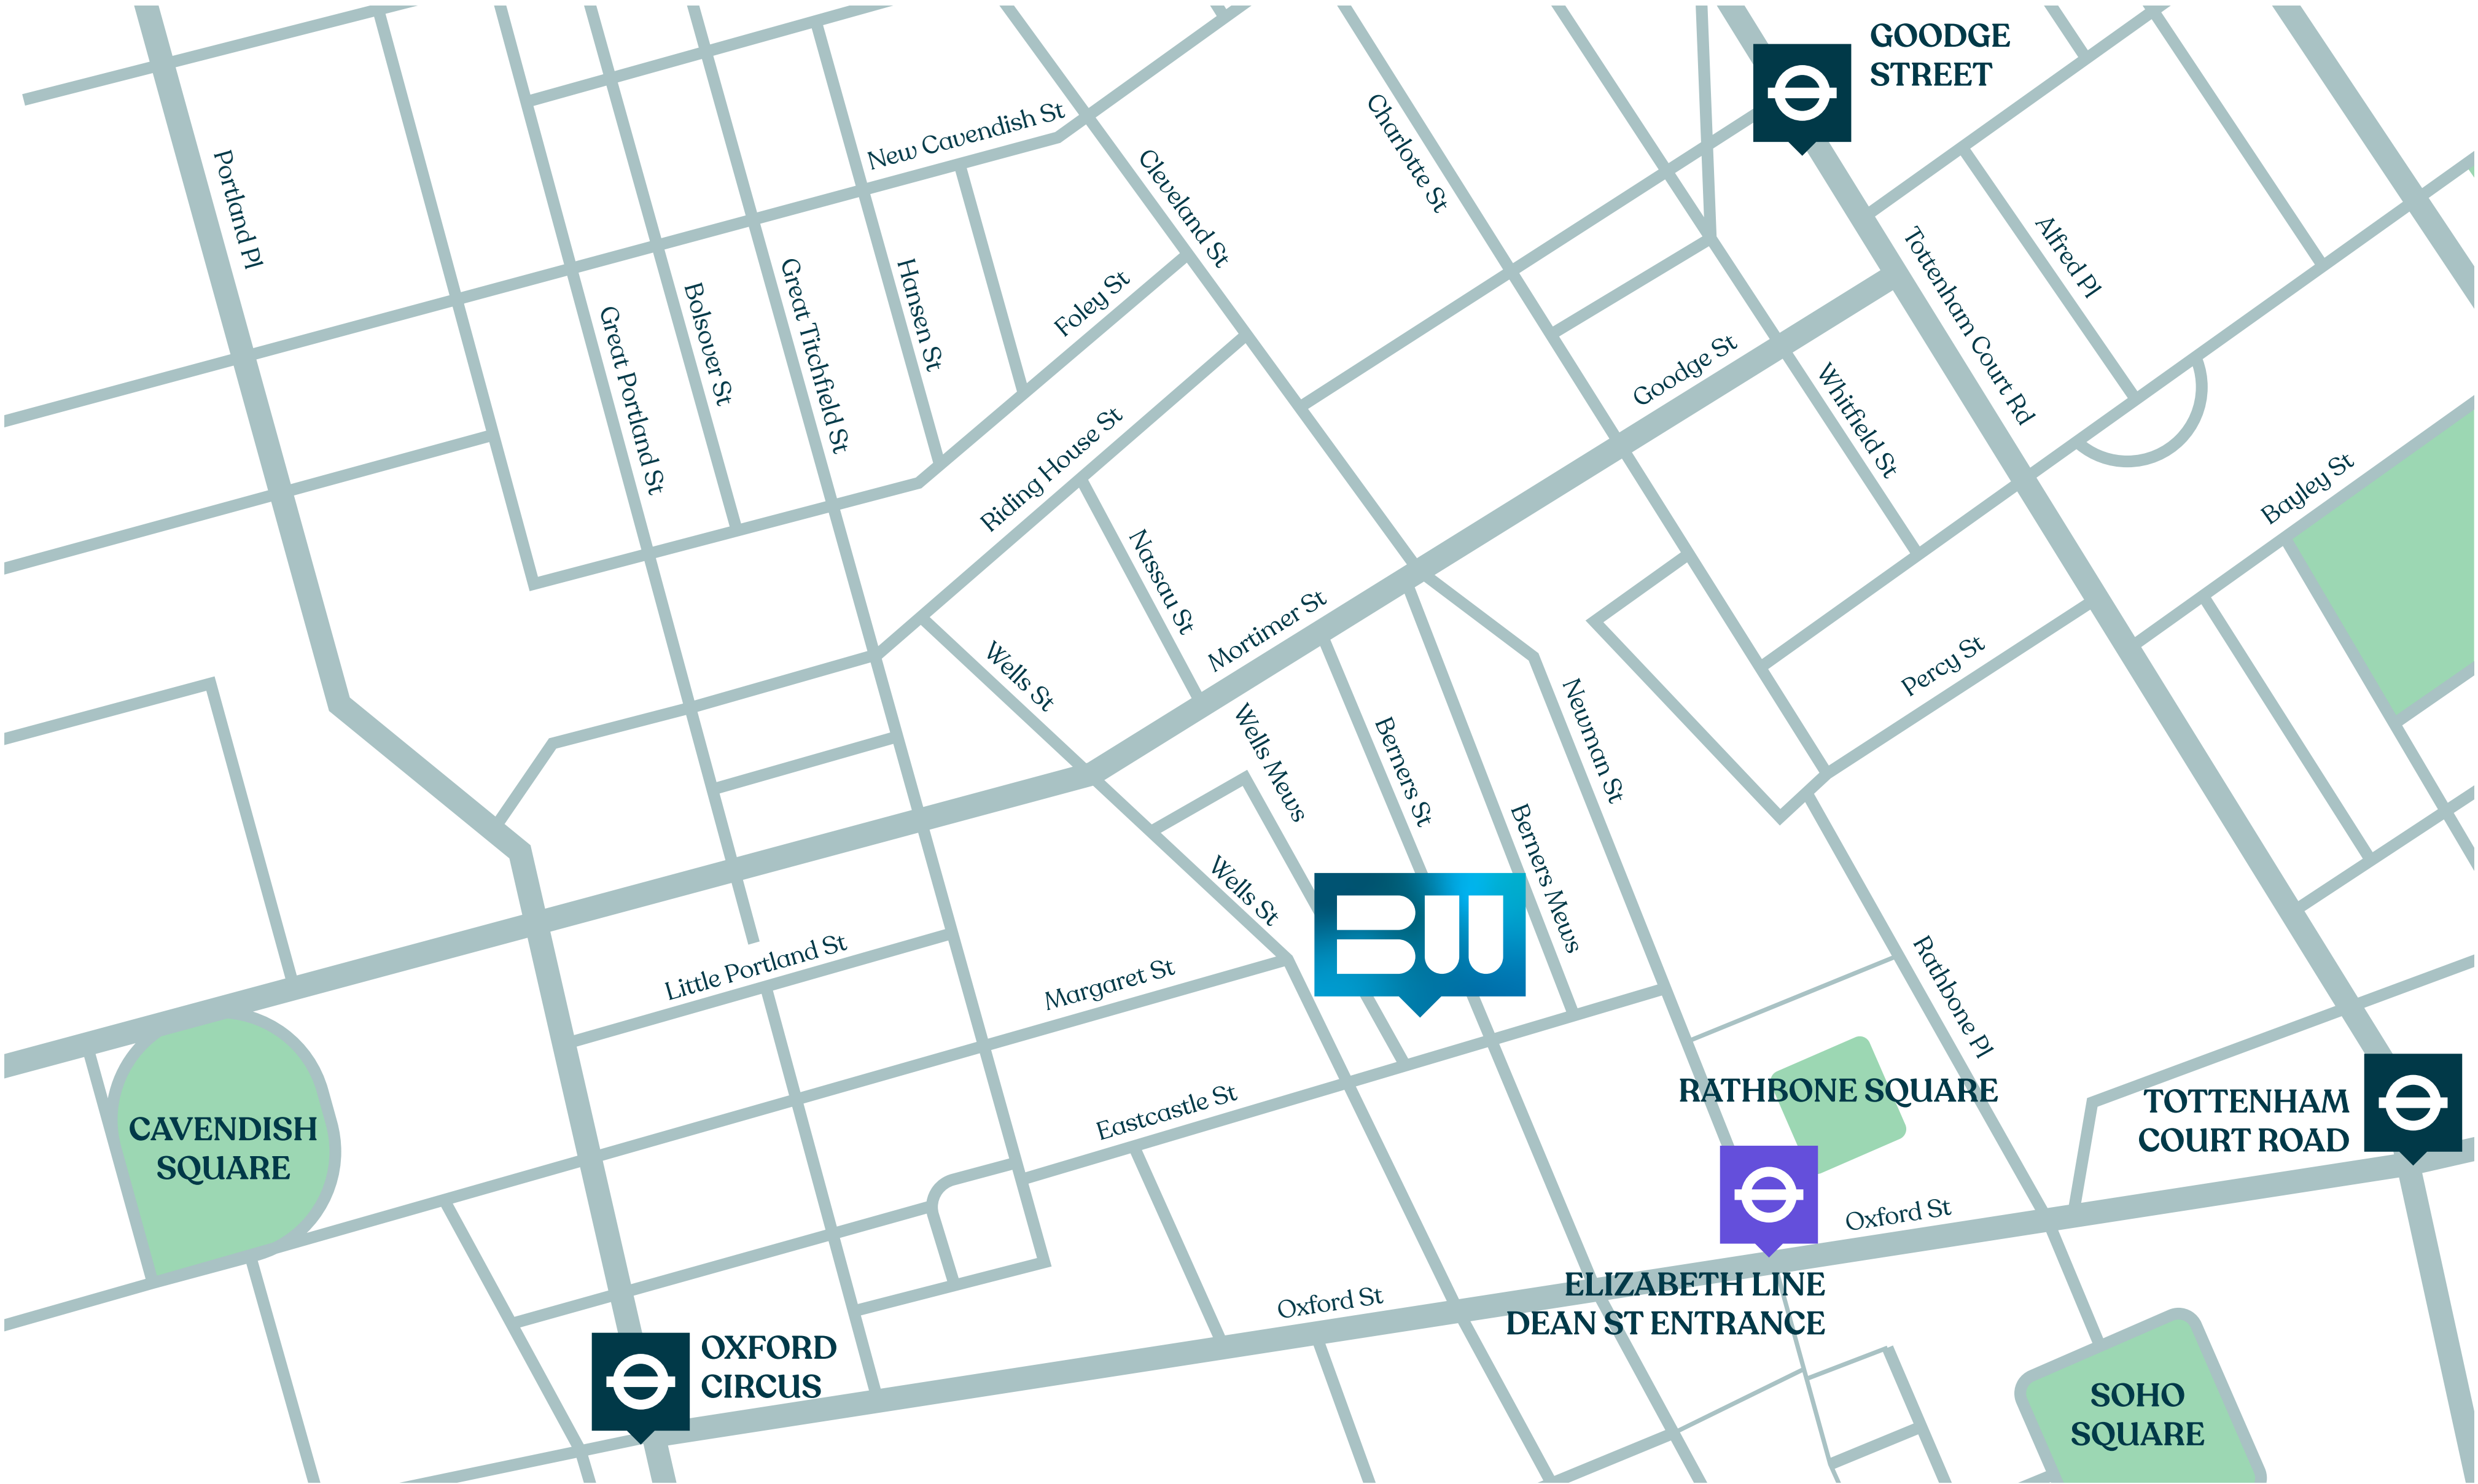 GOODGE
STREET
New Cavendish St
Portland Pl
Cleveland St
Charlotte St
Alfred Pl
Tottenham Court Rd
Foley St
Hansen St
Great Titchfield St
Bolsover St
Great Portland St
Goodge St
Whitfield St
Riding House St
Bayley St
Nassau St
Mortimer St
Percy St
Wells St
Newman St
Wells Mews
Berners St
Berners Mews
Wells St
BW
Little Portland St
Margaret St
Rathbone Pl
Eastcastle St
RATHBONE SQUARE
TOTTENHAM
COURT ROAD
CAVENDISH
SQUARE
Oxford St
ELIZABETH LINE
DEAN ST ENTRANCE
Oxford St
OXFORD
CIRCUS
SOHO
SQUARE